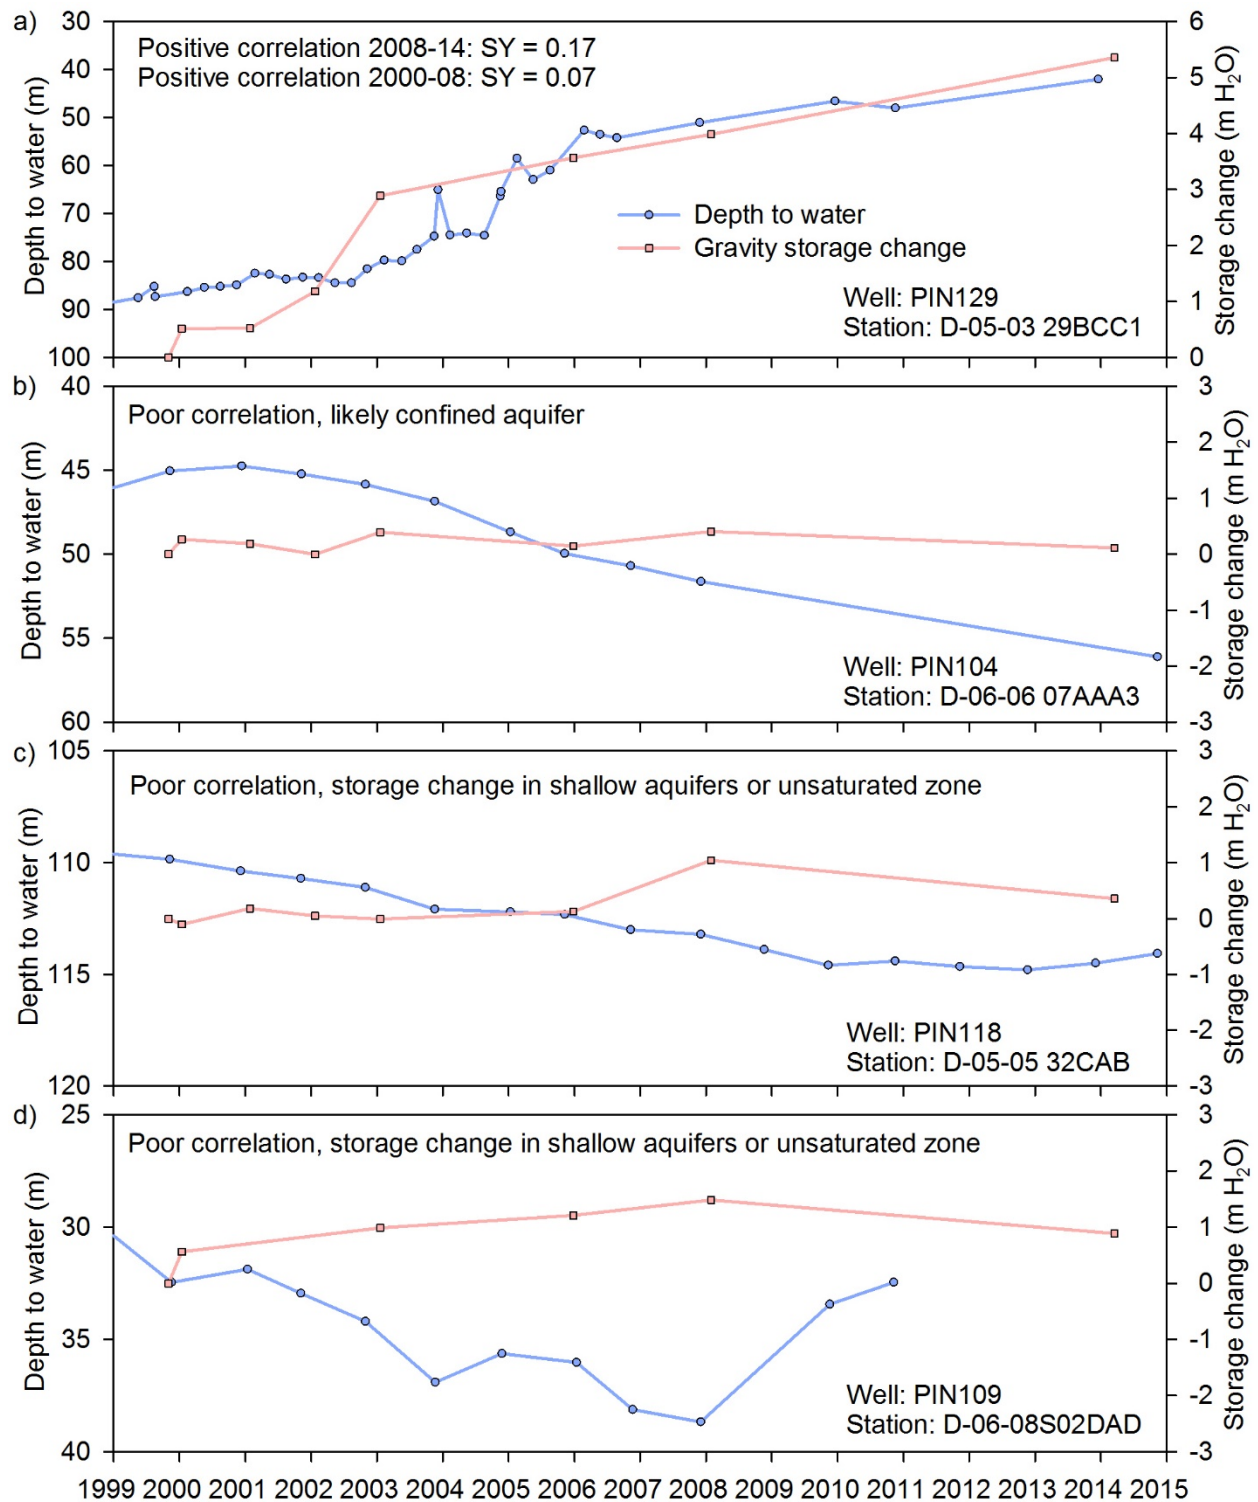 a)
Positive correlation 2008-14: SY = 0.17
Positive correlation 2000-08: SY = 0.07
Depth to water (m)
30
40
50
60
70
80
90
100
Storage change (m H₂O)
6
5
4
3
2
1
0
Depth to water
Gravity storage change
Well: PIN129
Station: D-05-03 29BCC1
b)
Poor correlation, likely confined aquifer
Depth to water (m)
40
45
50
55
60
Storage change (m H₂O)
3
2
1
0
-1
-2
-3
Well: PIN104
Station: D-06-06 07AAA3
c)
Poor correlation, storage change in shallow aquifers or unsaturated zone
Depth to water (m)
105
110
115
120
Storage change (m H₂O)
3
2
1
0
-1
-2
-3
Well: PIN118
Station: D-05-05 32CAB
d)
Poor correlation, storage change in shallow aquifers or unsaturated zone
Depth to water (m)
25
30
35
40
Storage change (m H₂O)
3
2
1
0
-1
-2
-3
Well: PIN109
Station: D-06-08S02DAD
1999 2000 2001 2002 2003 2004 2005 2006 2007 2008 2009 2010 2011 2012 2013 2014 2015